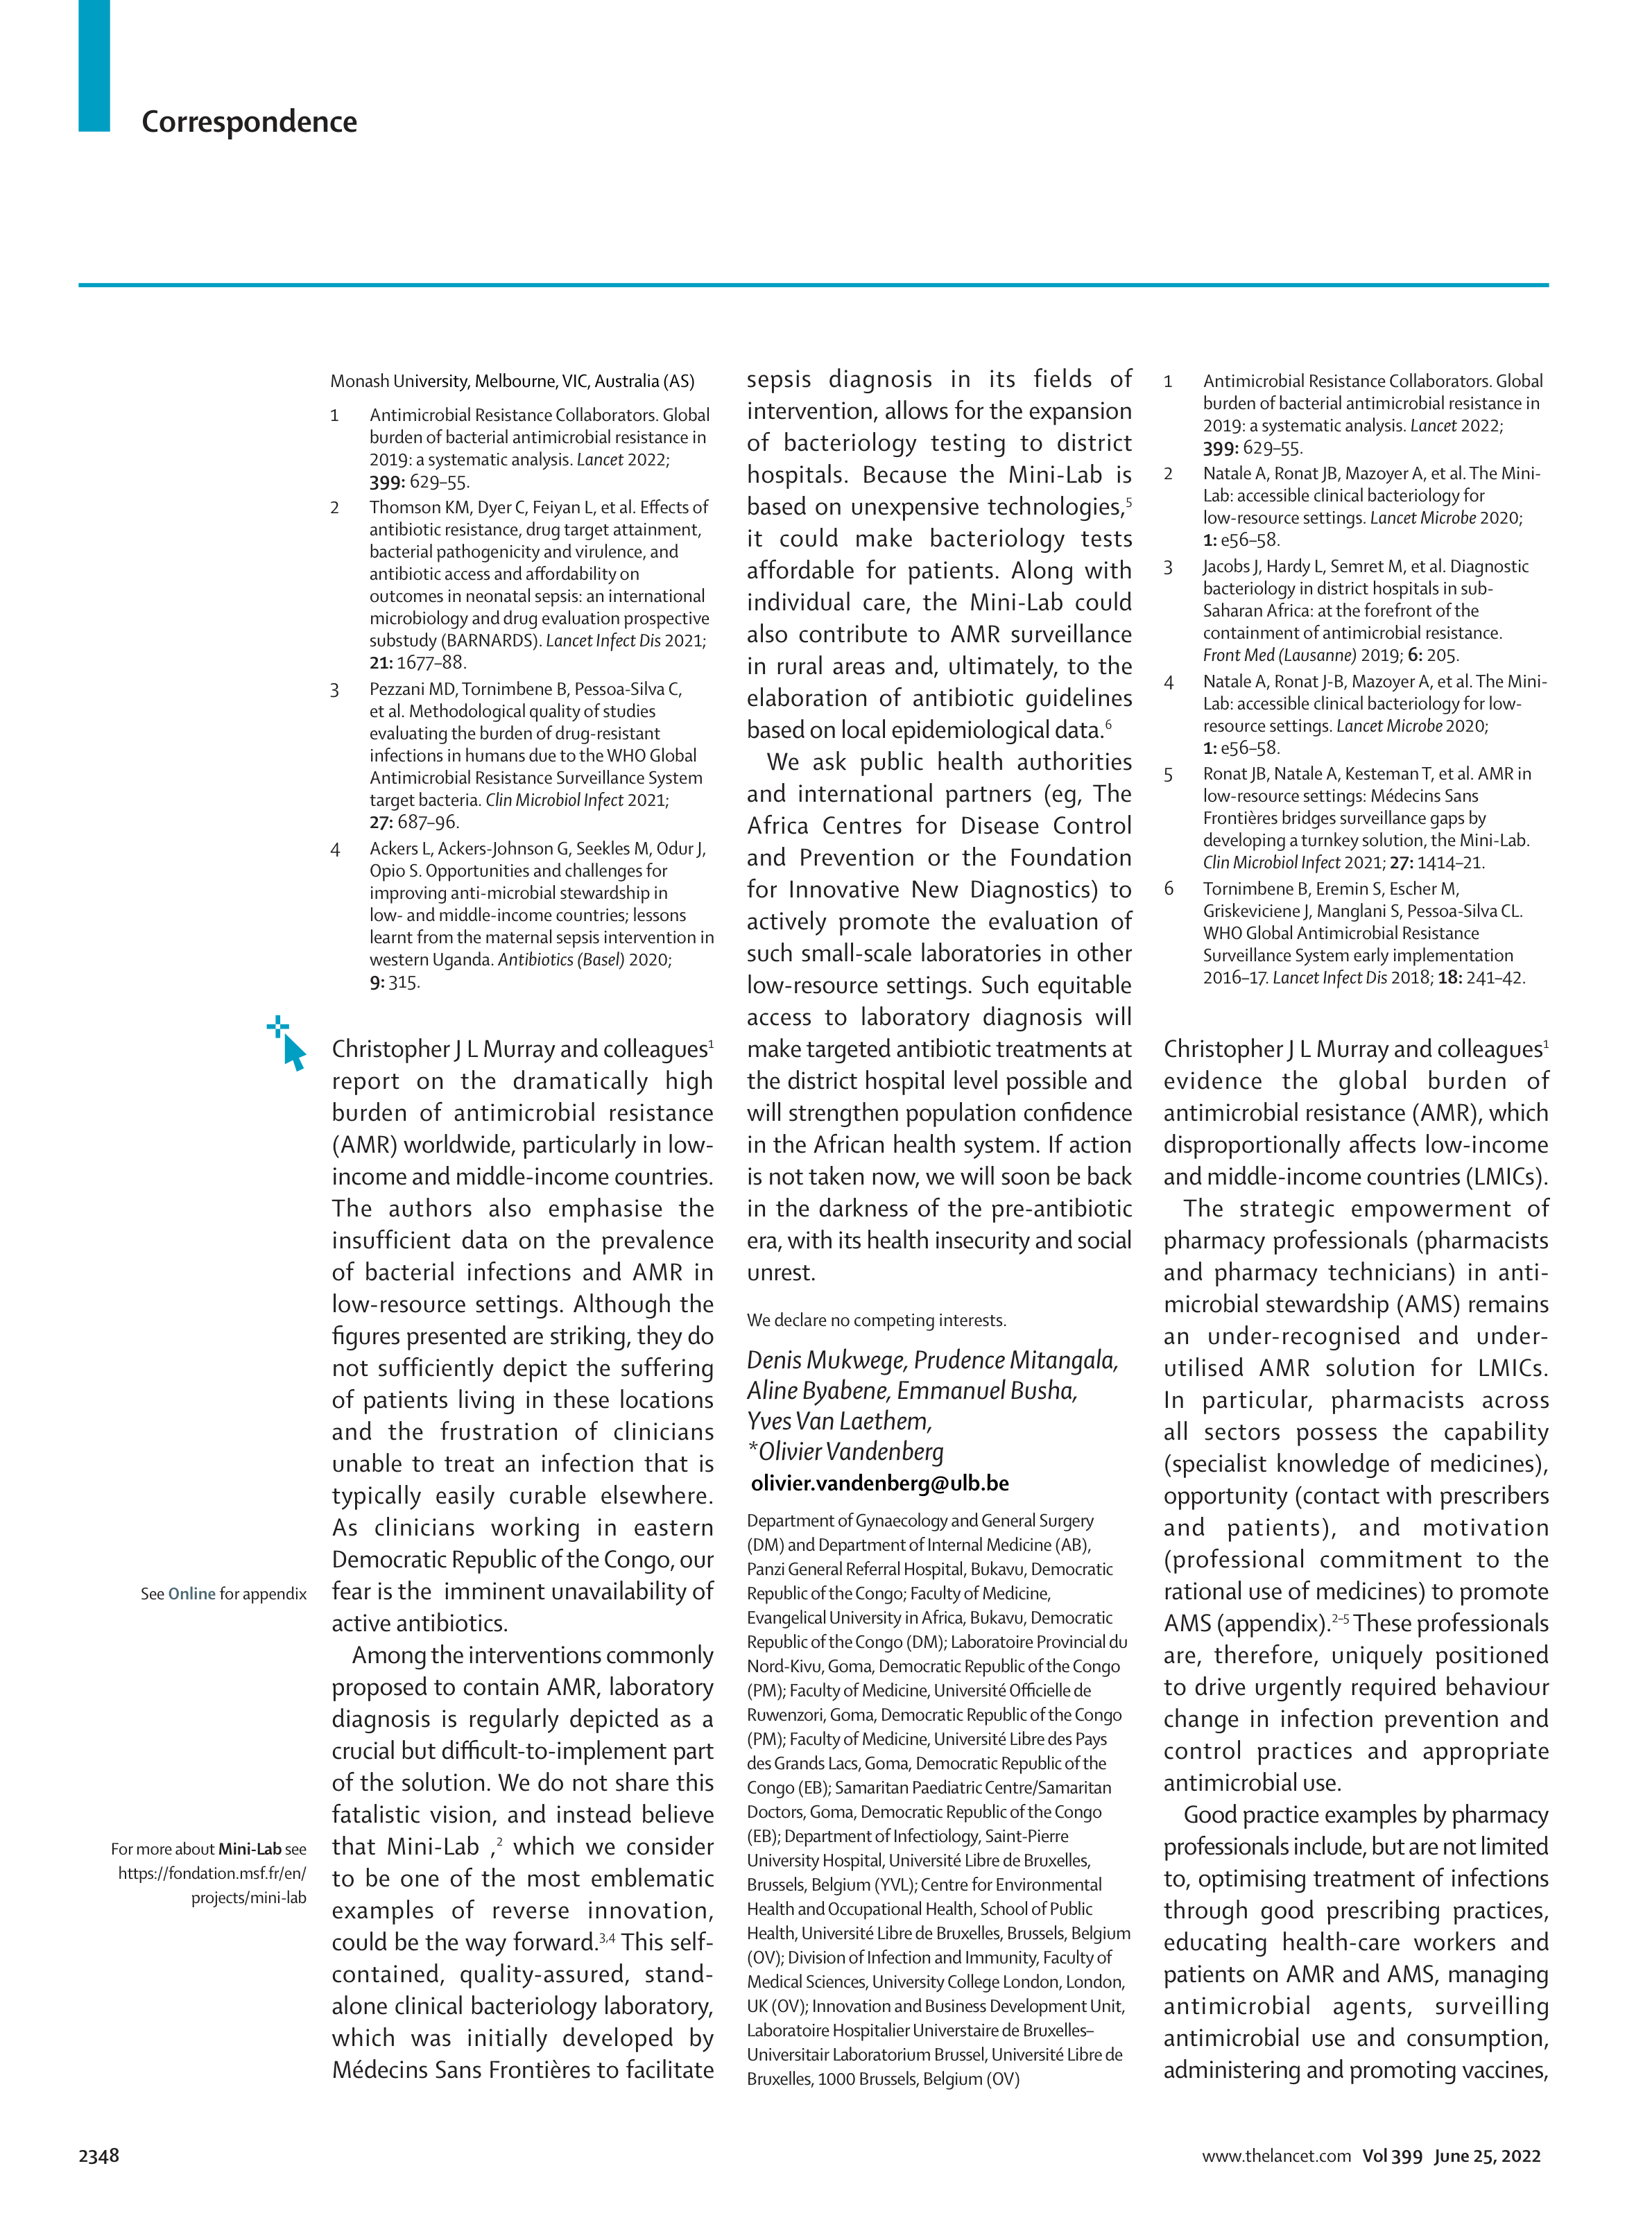 Correspondence
Monash University, Melbourne, VIC, Australia (AS)
1 Antimicrobial Resistance Collaborators. Global
burden of bacterial antimicrobial resistance in
2019: a systematic analysis. Lancet 2022;
399: 629–55.
2 Thomson KM, Dyer C, Feiyan L, et al. Effects of
antibiotic resistance, drug target attainment,
bacterial pathogenicity and virulence, and
antibiotic access and affordability on
outcomes in neonatal sepsis: an international
microbiology and drug evaluation prospective
substudy (BARNARDS). Lancet Infect Dis 2021;
21: 1677–88.
3 Pezzani MD, Tornimbene B, Pessoa-Silva C,
et al. Methodological quality of studies
evaluating the burden of drug-resistant
infections in humans due to the WHO Global
Antimicrobial Resistance Surveillance System
target bacteria. Clin Microbiol Infect 2021;
27: 687–96.
4 Ackers L, Ackers-Johnson G, Seekles M, Odur J,
Opio S. Opportunities and challenges for
improving anti-microbial stewardship in
low- and middle-income countries; lessons
learnt from the maternal sepsis intervention in
western Uganda. Antibiotics (Basel) 2020;
9: 315.
Christopher J L Murray and colleagues1
report on the dramatically high
burden of antimicrobial resistance
(AMR) worldwide, particularly in low-
income and middle-income countries.
The authors also emphasise the
insufficient data on the prevalence
of bacterial infections and AMR in
low-resource settings. Although the
figures presented are striking, they do
not sufficiently depict the suffering
of patients living in these locations
and the frustration of clinicians
unable to treat an infection that is
typically easily curable elsewhere.
As clinicians working in eastern
Democratic Republic of the Congo, our
fear is the imminent unavailability of
active antibiotics.
Among the interventions commonly
proposed to contain AMR, laboratory
diagnosis is regularly depicted as a
crucial but difficult-to-implement part
of the solution. We do not share this
fatalistic vision, and instead believe
that Mini-Lab ,2 which we consider
to be one of the most emblematic
examples of reverse innovation,
could be the way forward.3,4 This self-
contained, quality-assured, stand-
alone clinical bacteriology laboratory,
which was initially developed by
Médecins Sans Frontières to facilitate
See Online for appendix
For more about Mini-Lab see
https://fondation.msf.fr/en/
projects/mini-lab
sepsis diagnosis in its fields of
intervention, allows for the expansion
of bacteriology testing to district
hospitals. Because the Mini-Lab is
based on unexpensive technologies,5
it could make bacteriology tests
affordable for patients. Along with
individual care, the Mini-Lab could
also contribute to AMR surveillance
in rural areas and, ultimately, to the
elaboration of antibiotic guidelines
based on local epidemiological data.6
We ask public health authorities
and international partners (eg, The
Africa Centres for Disease Control
and Prevention or the Foundation
for Innovative New Diagnostics) to
actively promote the evaluation of
such small-scale laboratories in other
low-resource settings. Such equitable
access to laboratory diagnosis will
make targeted antibiotic treatments at
the district hospital level possible and
will strengthen population confidence
in the African health system. If action
is not taken now, we will soon be back
in the darkness of the pre-antibiotic
era, with its health insecurity and social
unrest.
We declare no competing interests.
Denis Mukwege, Prudence Mitangala,
Aline Byabene, Emmanuel Busha,
Yves Van Laethem,
*Olivier Vandenberg
olivier.vandenberg@ulb.be
Department of Gynaecology and General Surgery
(DM) and Department of Internal Medicine (AB),
Panzi General Referral Hospital, Bukavu, Democratic
Republic of the Congo; Faculty of Medicine,
Evangelical University in Africa, Bukavu, Democratic
Republic of the Congo (DM); Laboratoire Provincial du
Nord-Kivu, Goma, Democratic Republic of the Congo
(PM); Faculty of Medicine, Université Officielle de
Ruwenzori, Goma, Democratic Republic of the Congo
(PM); Faculty of Medicine, Université Libre des Pays
des Grands Lacs, Goma, Democratic Republic of the
Congo (EB); Samaritan Paediatric Centre/Samaritan
Doctors, Goma, Democratic Republic of the Congo
(EB); Department of Infectiology, Saint-Pierre
University Hospital, Université Libre de Bruxelles,
Brussels, Belgium (YVL); Centre for Environmental
Health and Occupational Health, School of Public
Health, Université Libre de Bruxelles, Brussels, Belgium
(OV); Division of Infection and Immunity, Faculty of
Medical Sciences, University College London, London,
UK (OV); Innovation and Business Development Unit,
Laboratoire Hospitalier Universtaire de Bruxelles–
Universitair Laboratorium Brussel, Université Libre de
Bruxelles, 1000 Brussels, Belgium (OV)
1 Antimicrobial Resistance Collaborators. Global
burden of bacterial antimicrobial resistance in
2019: a systematic analysis. Lancet 2022;
399: 629–55.
2 Natale A, Ronat JB, Mazoyer A, et al. The Mini-
Lab: accessible clinical bacteriology for
low-resource settings. Lancet Microbe 2020;
1: e56–58.
3 Jacobs J, Hardy L, Semret M, et al. Diagnostic
bacteriology in district hospitals in sub-
Saharan Africa: at the forefront of the
containment of antimicrobial resistance.
Front Med (Lausanne) 2019; 6: 205.
4 Natale A, Ronat J-B, Mazoyer A, et al. The Mini-
Lab: accessible clinical bacteriology for low-
resource settings. Lancet Microbe 2020;
1: e56–58.
5 Ronat JB, Natale A, Kesteman T, et al. AMR in
low-resource settings: Médecins Sans
Frontières bridges surveillance gaps by
developing a turnkey solution, the Mini-Lab.
Clin Microbiol Infect 2021; 27: 1414–21.
6 Tornimbene B, Eremin S, Escher M,
Griskeviciene J, Manglani S, Pessoa-Silva CL.
WHO Global Antimicrobial Resistance
Surveillance System early implementation
2016–17. Lancet Infect Dis 2018; 18: 241–42.
Christopher J L Murray and colleagues1
evidence the global burden of
antimicrobial resistance (AMR), which
disproportionally affects low-income
and middle-income countries (LMICs).
The strategic empowerment of
pharmacy professionals (pharmacists
and pharmacy technicians) in anti-
microbial stewardship (AMS) remains
an under-recognised and under-
utilised AMR solution for LMICs.
In particular, pharmacists across
all sectors possess the capability
(specialist knowledge of medicines),
opportunity (contact with prescribers
and patients), and motivation
(professional commitment to the
rational use of medicines) to promote
AMS (appendix).2–5 These professionals
are, therefore, uniquely positioned
to drive urgently required behaviour
change in infection prevention and
control practices and appropriate
antimicrobial use.
Good practice examples by pharmacy
professionals include, but are not limited
to, optimising treatment of infections
through good prescribing practices,
educating health-care workers and
patients on AMR and AMS, managing
antimicrobial agents, surveilling
antimicrobial use and consumption,
administering and promoting vaccines,
2348
www.thelancet.com Vol 399 June 25, 2022